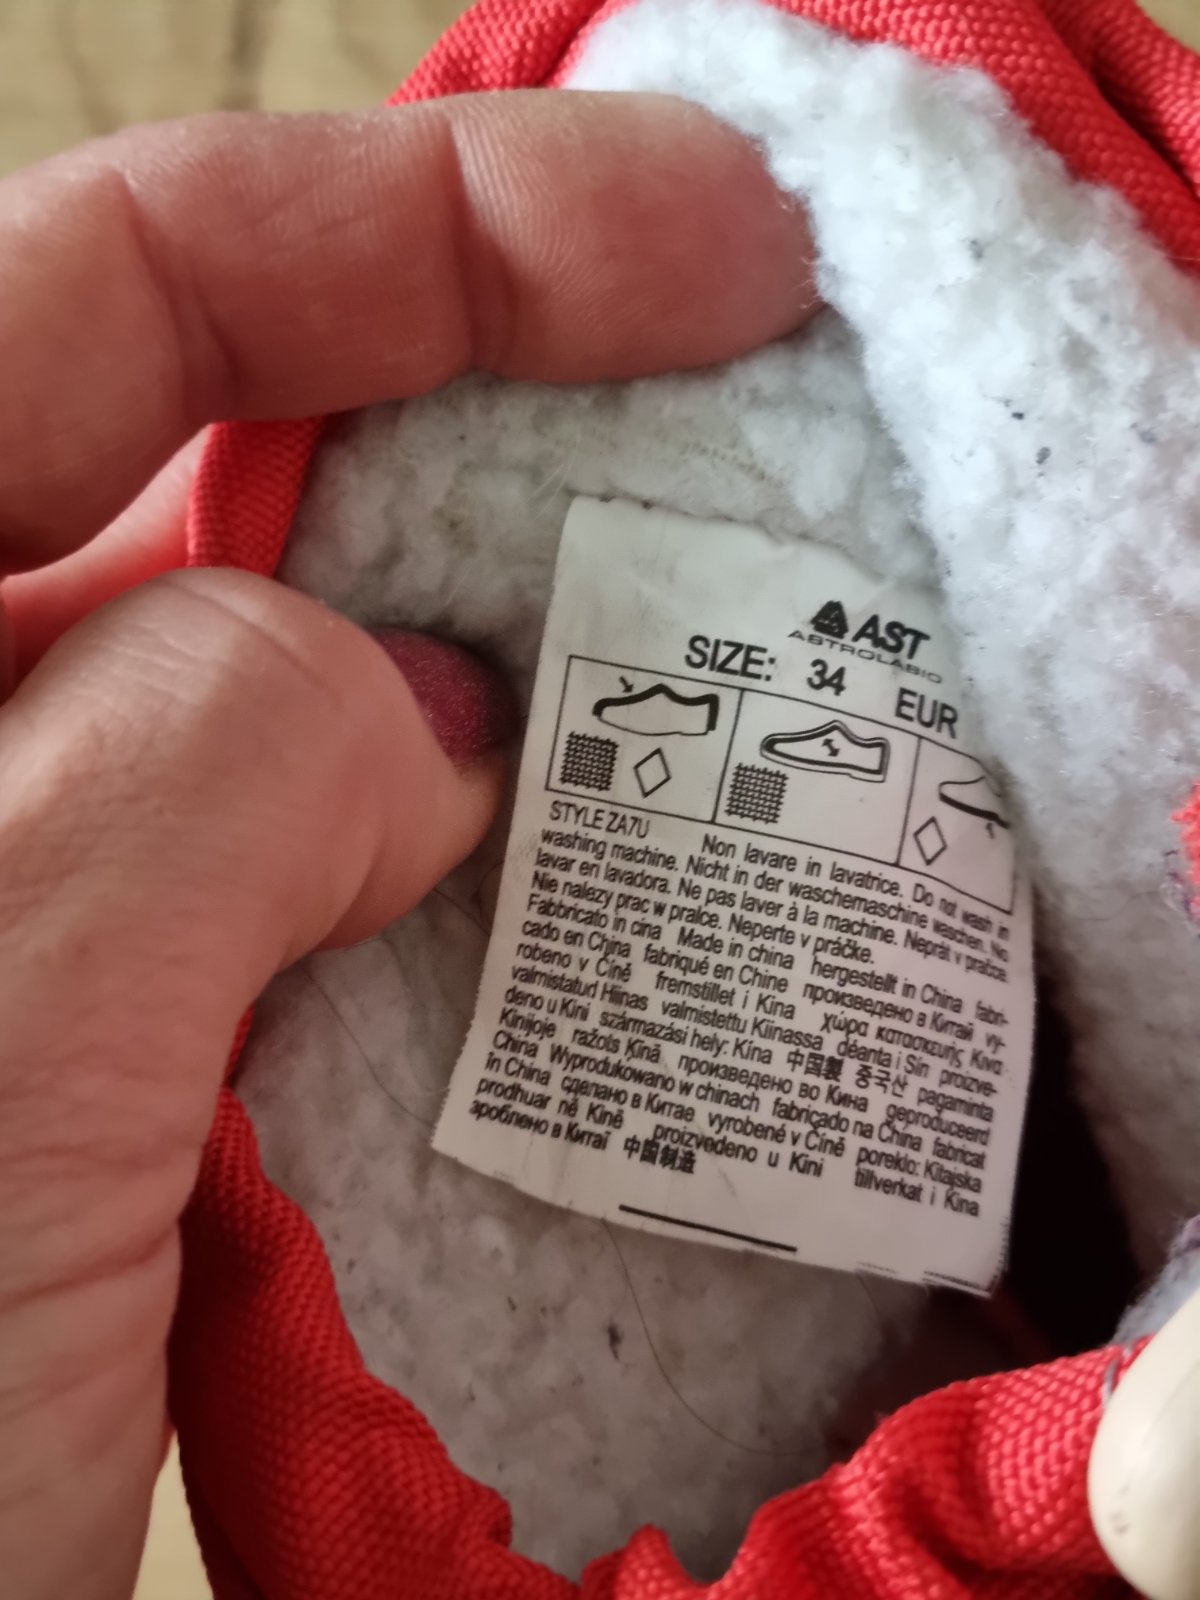 AST
ASTROLABIO
SIZE: 34 EUR
STYLE ZA7U Non lavare in lavatrice. Do not wash in
washing machine. Nicht in der waschemaschine waschen. No
lavar en lavadora. Ne pas laver à la machine. Neprát v pračce.
Nie nalezy prac w pralce. Neperte v práčke.
Fabbricato in cina Made in china hergestellt in China fabri-
cado en China fabriqué en Chine произведено в Китай vy-
robeno v Číně fremstillet i Kina χώρα κατασκευής Κινα
valmistatud Hiinas valmistettu Kiinassa déanta i Sín proizve-
deno u Kini származási hely: Kína 中国製 중국산 pagaminta
Kinijoje ražots Ķīnā произведено во Кина geproduceerd
China Wyprodukowano w chinach fabricado na China fabricat
în China сделано в Китае vyrobené v Číně poreklo: Kitajska
prodhuar në Kinë proizvedeno u Kini tillverkat i Kina
зроблено в Китаї 中国制造